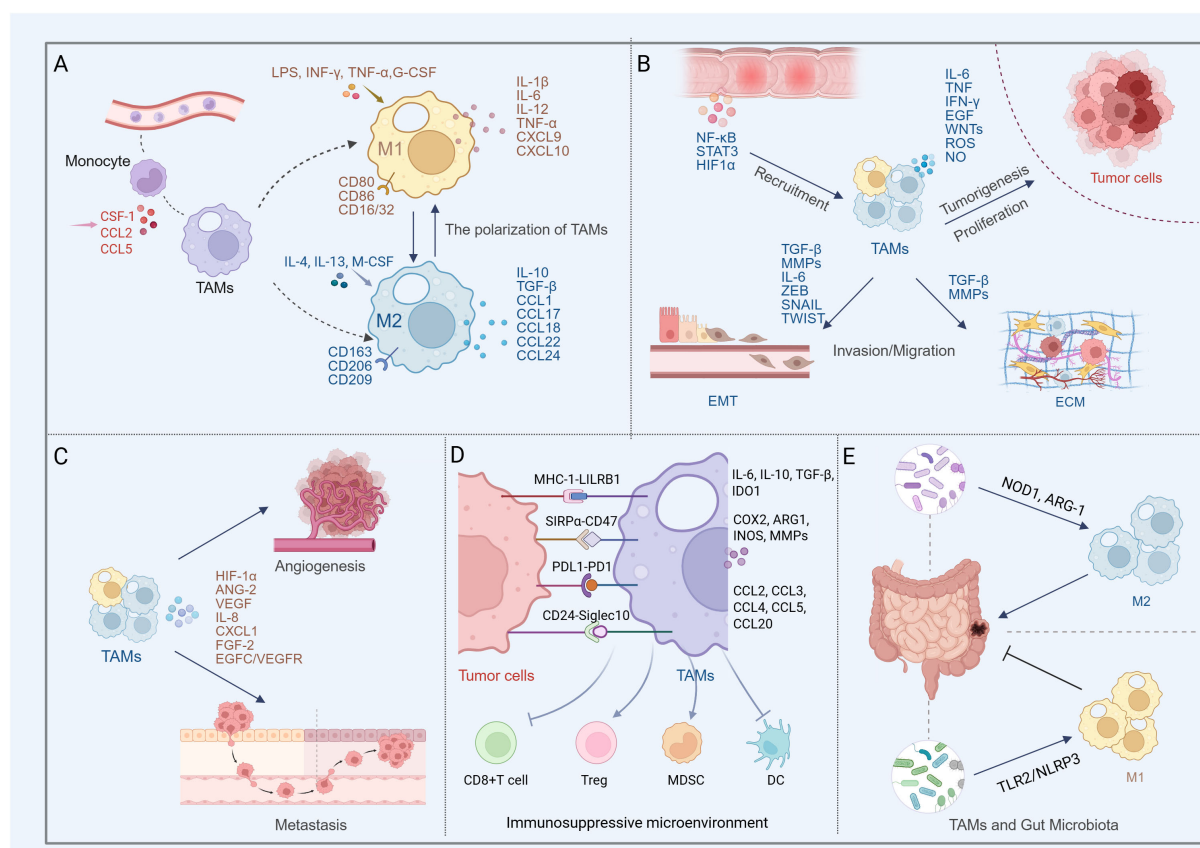 A
LPS, INF-γ, TNF-α,G-CSF
IL-1β
IL-6
IL-12
TNF-α
CXCL9
CXCL10
Monocyte
M1
CSF-1
CCL2
CCL5
CD80
CD86
CD16/32
TAMs
The polarization of TAMs
IL-4, IL-13, M-CSF
M2
IL-10
TGF-β
CCL1
CCL17
CCL18
CCL22
CCL24
CD163
CD206
CD209
B
NF-κB
STAT3
HIF1α
Recruitment
IL-6
TNF
IFN-γ
EGF
WNTs
ROS
NO
TAMs
Tumorigenesis
Proliferation
Tumor cells
TGF-β
MMPs
IL-6
ZEB
SNAIL
TWIST
TGF-β
MMPs
Invasion/Migration
EMT
ECM
C
Angiogenesis
HIF-1α
ANG-2
VEGF
IL-8
CXCL1
FGF-2
EGFC/VEGFR
TAMs
Metastasis
D
MHC-1-LILRB1
SIRPα-CD47
PDL1-PD1
CD24-Siglec10
IL-6, IL-10, TGF-β,
IDO1
COX2, ARG1,
INOS, MMPs
CCL2, CCL3,
CCL4, CCL5,
CCL20
Tumor cells
TAMs
CD8+T cell
Treg
MDSC
DC
Immunosuppressive microenvironment
E
NOD1, ARG-1
M2
TLR2/NLRP3
M1
TAMs and Gut Microbiota